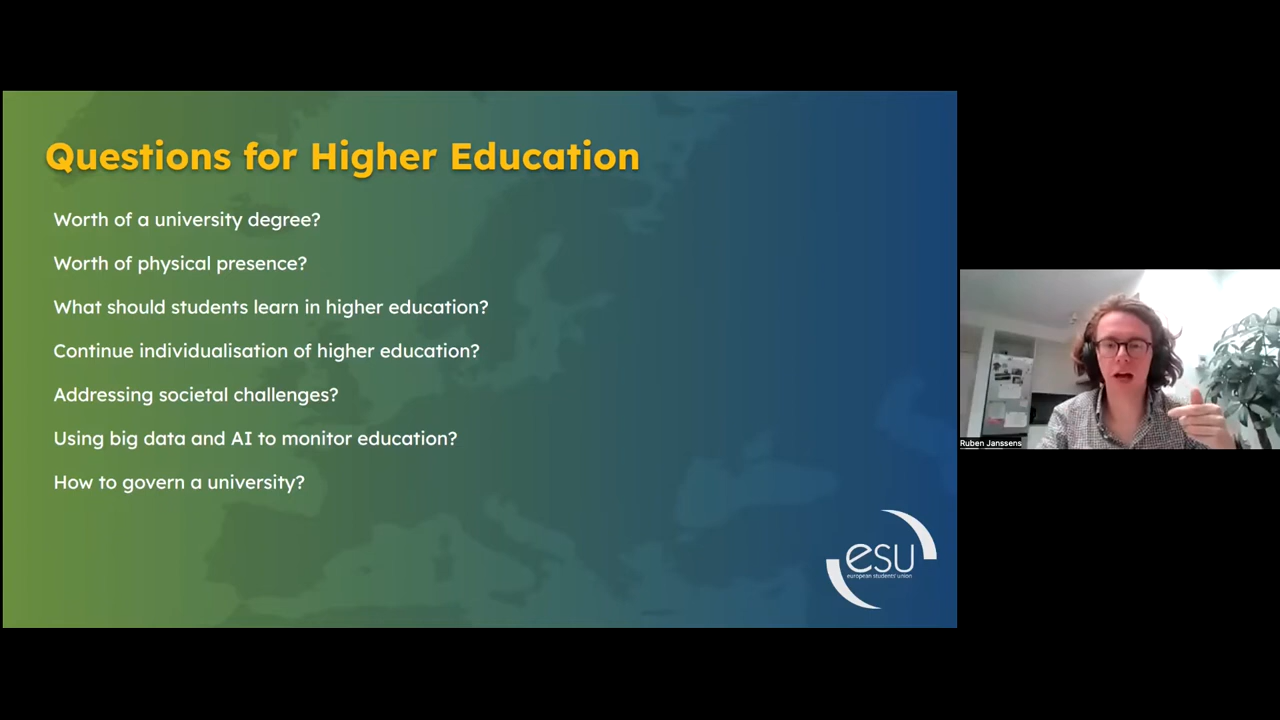 Questions for Higher Education
Worth of a university degree?
Worth of physical presence?
What should students learn in higher education?
Continue individualisation of higher education?
Addressing societal challenges?
Using big data and AI to monitor education?
How to govern a university?
esu
european students' union
Ruben Janssens